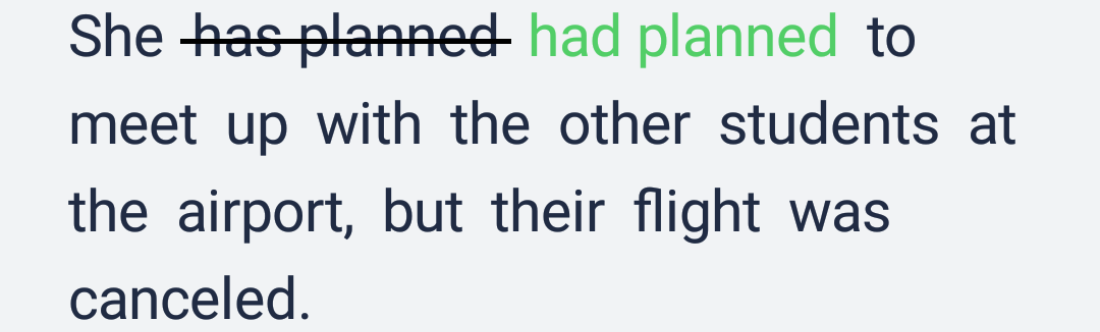 She has planned had planned to
meet up with the other students at
the airport, but their flight was
canceled.